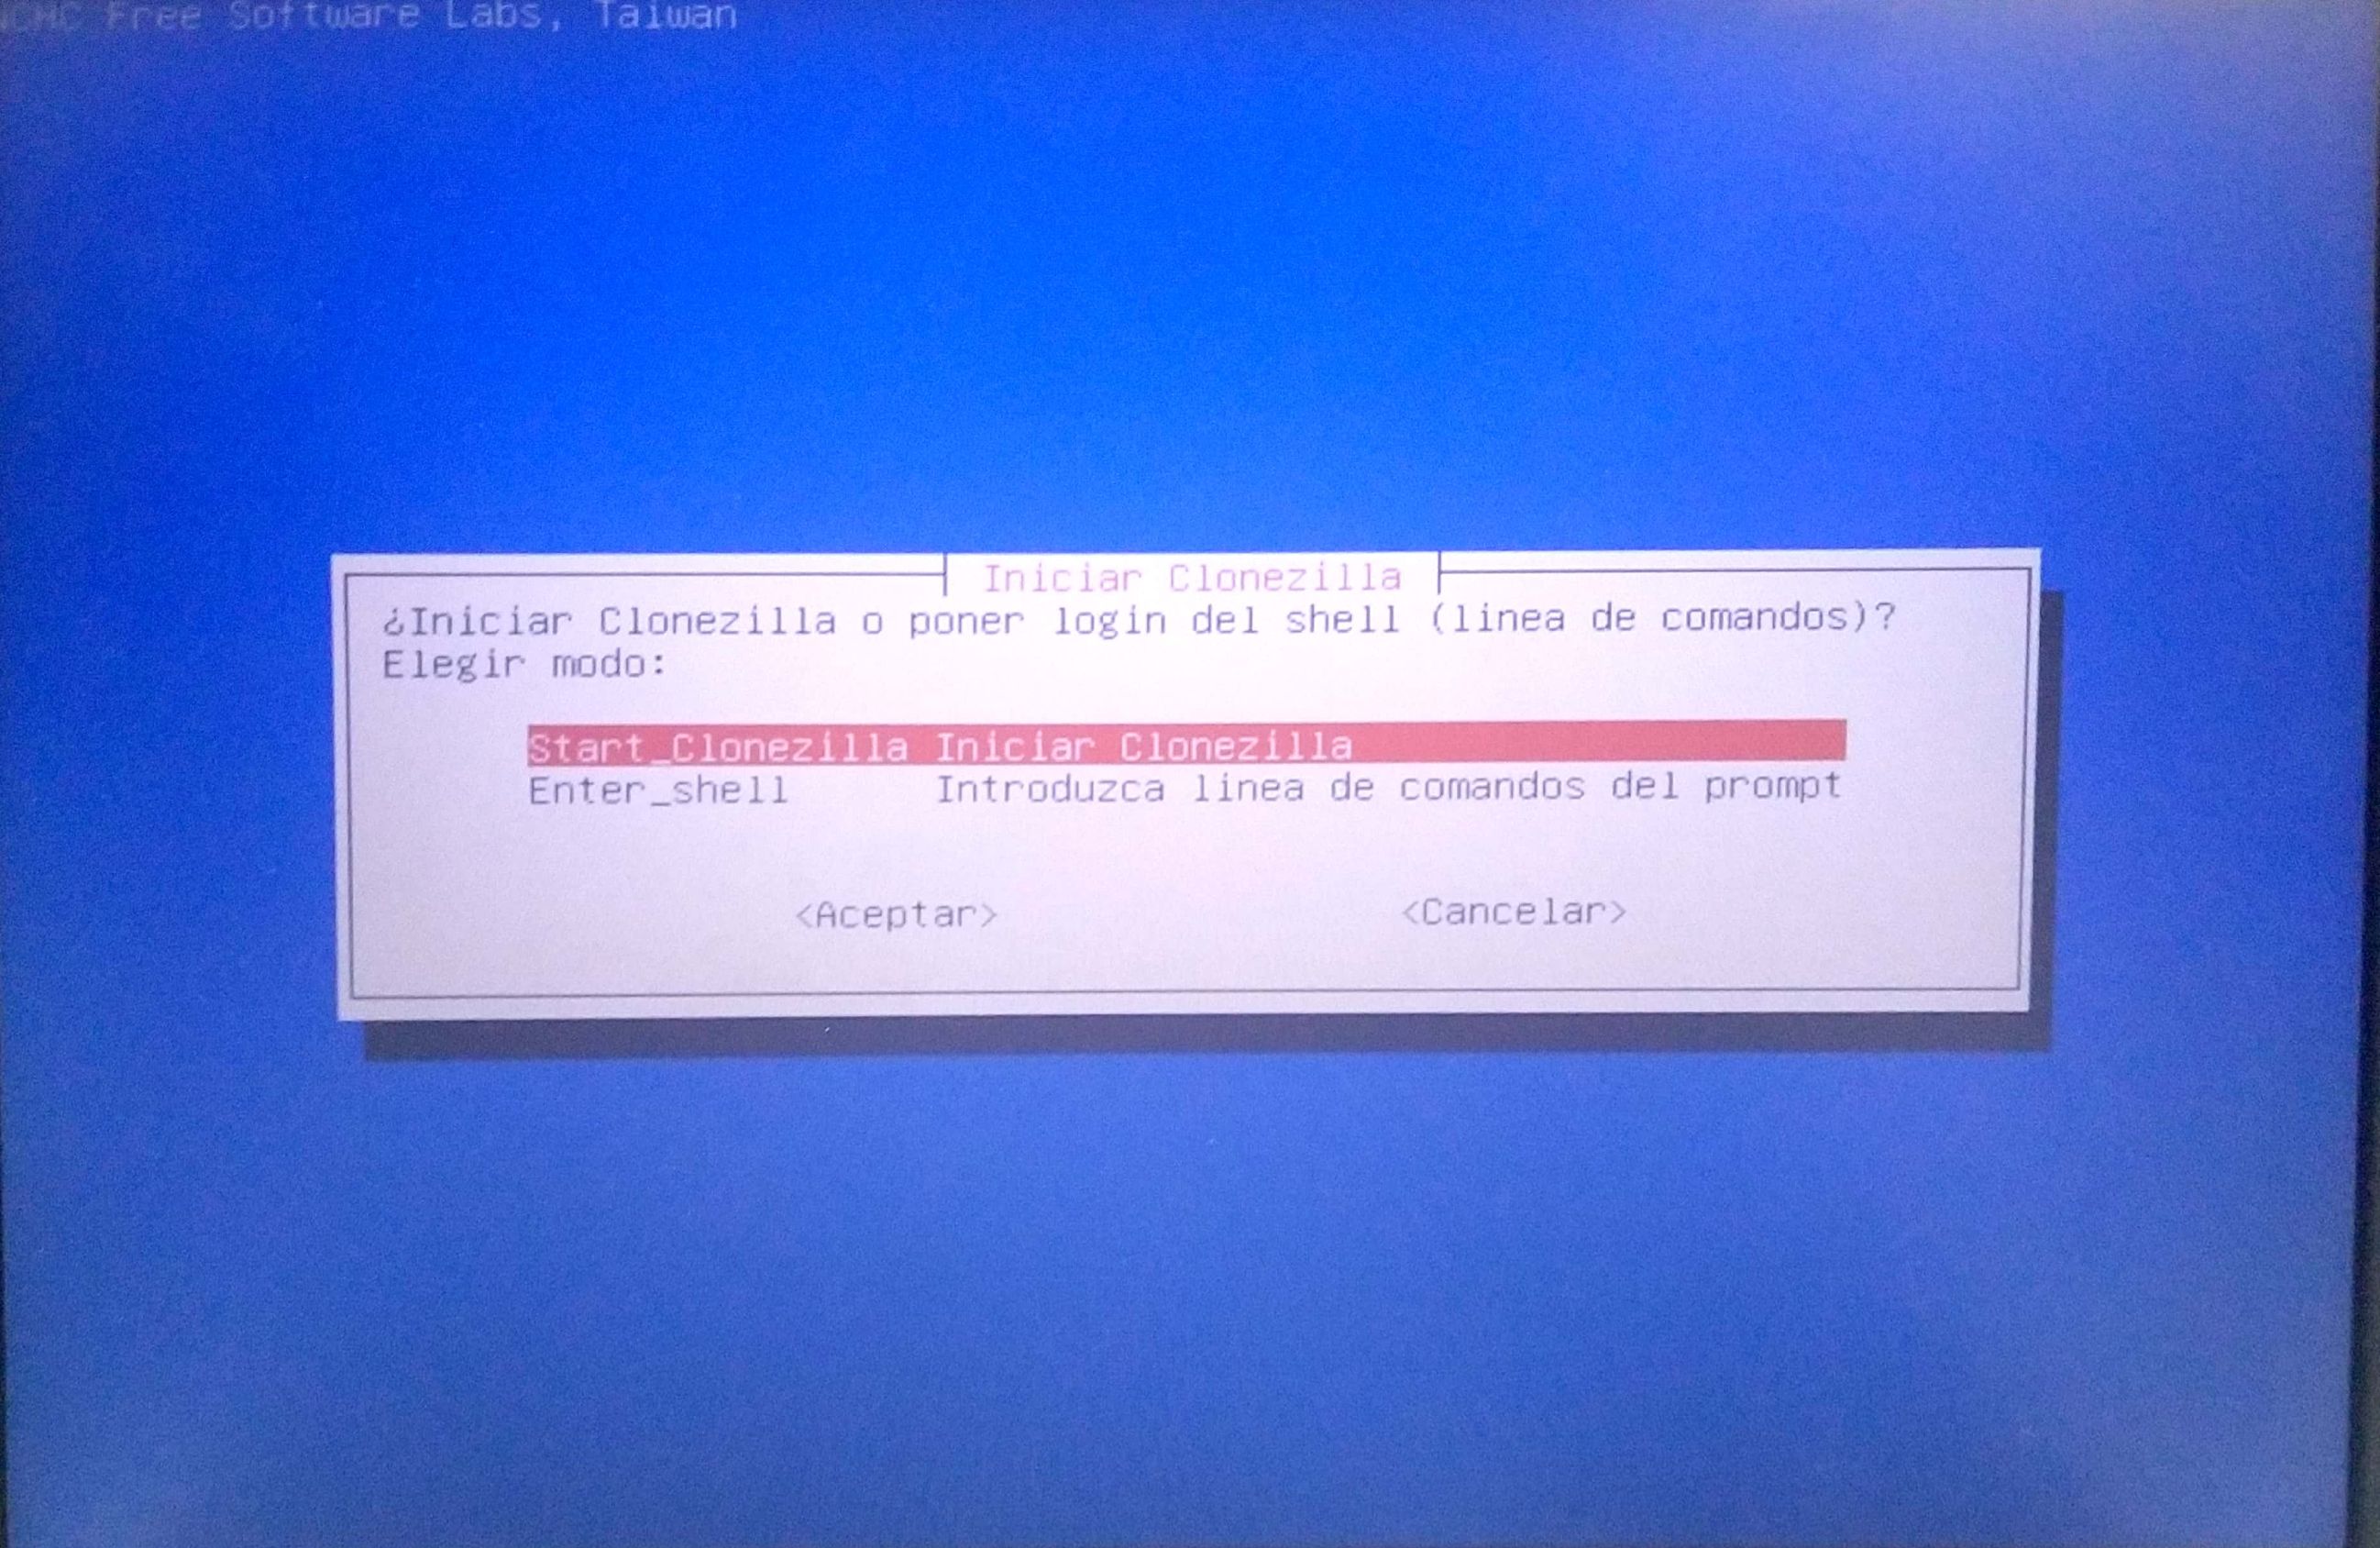 Free Software Labs, Taiwan
Iniciar Clonezilla
¿Iniciar Clonezilla o poner login del shell (linea de comandos)?
Elegir modo:
Start_Clonezilla Iniciar Clonezilla
Enter_shell Introduzca linea de comandos del prompt
<Aceptar> <Cancelar>